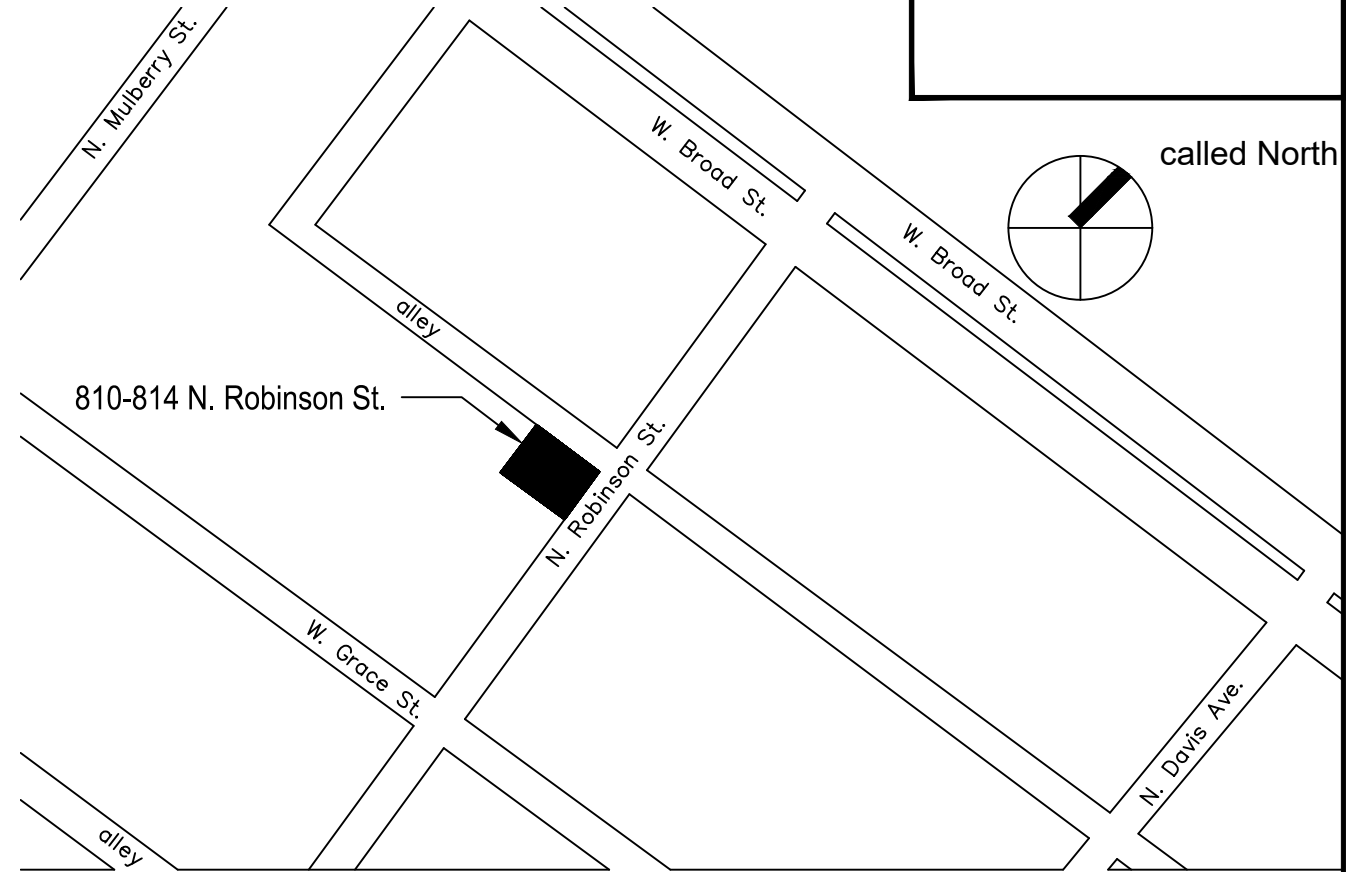 N. Mulberry St.
W. Broad St.
called North
W. Broad St.
alley
810-814 N. Robinson St.
N. Robinson St.
W. Grace St.
N. Davis Ave.
alley